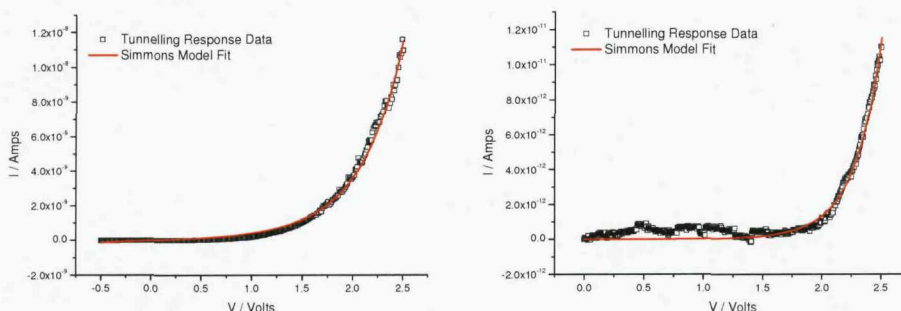 1.2x10⁻⁸
1.0x10⁻⁸
8.0x10⁻⁹
6.0x10⁻⁹
4.0x10⁻⁹
2.0x10⁻⁹
0.0
-2.0x10⁻⁹
I / Amps
Tunnelling Response Data
Simmons Model Fit
-0.5 0.0 0.5 1.0 1.5 2.0 2.5
V / Volts
1.2x10⁻¹¹
1.0x10⁻¹¹
8.0x10⁻¹²
6.0x10⁻¹²
4.0x10⁻¹²
2.0x10⁻¹²
0.0
-2.0x10⁻¹²
I / Amps
Tunnelling Response Data
Simmons Model Fit
0.0 0.5 1.0 1.5 2.0 2.5
V / Volts